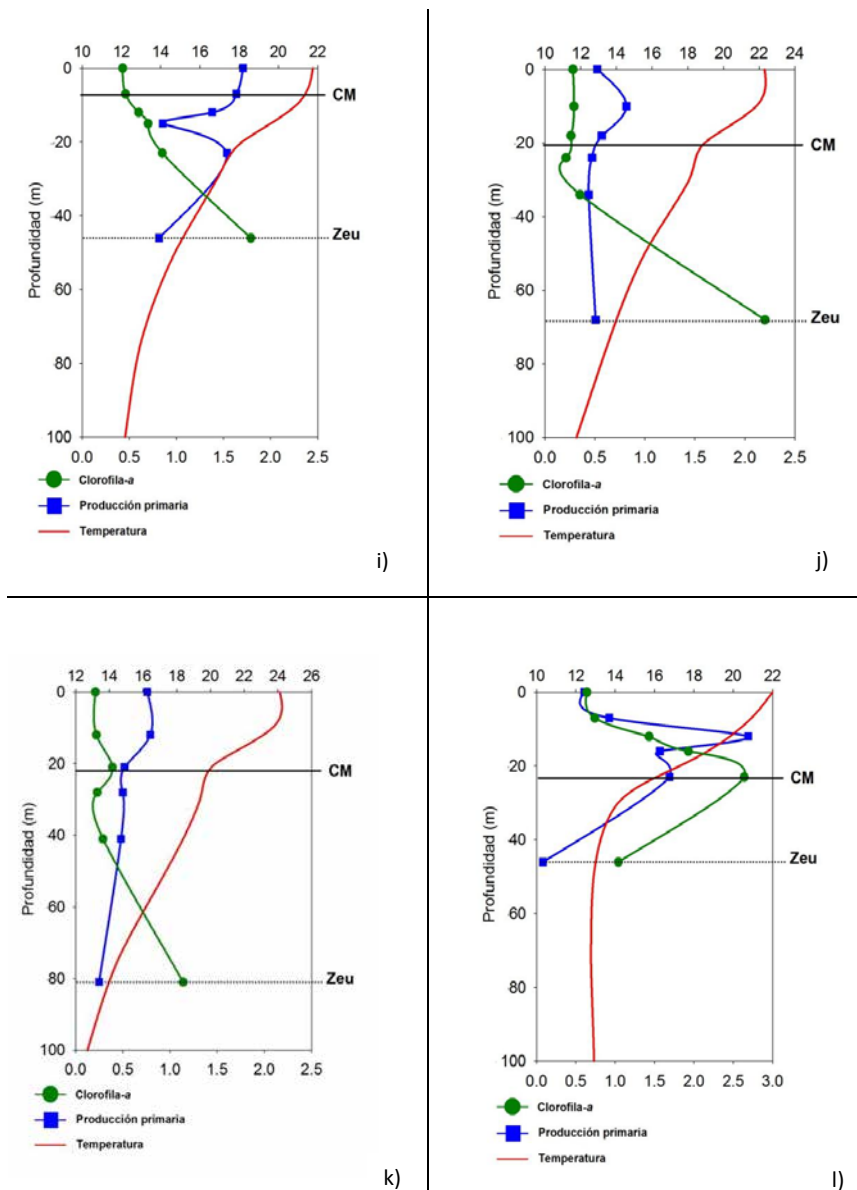 10 12 14 16 18 20 22
0
CM
-20
-40
Zeu
60
80
100
Profundidad (m)
0.0 0.5 1.0 1.5 2.0 2.5
Clorofila-a
Producción primaria
Temperatura
i)
10 12 14 16 18 20 22 24
0
-20
CM
40
60
Zeu
80
100
Profundidad (m)
0.0 0.5 1.0 1.5 2.0 2.5
Clorofila-a
Producción primaria
Temperatura
j)
12 14 16 18 20 22 24 26
0
20
CM
40
60
80
Zeu
100
Profundidad (m)
0.0 0.5 1.0 1.5 2.0 2.5
Clorofila-a
Producción primaria
Temperatura
k)
10 12 14 16 18 20 22
0
20
CM
40
Zeu
60
80
100
Profundidad (m)
0.0 0.5 1.0 1.5 2.0 2.5 3.0
Clorofila-a
Producción primaria
Temperatura
l)